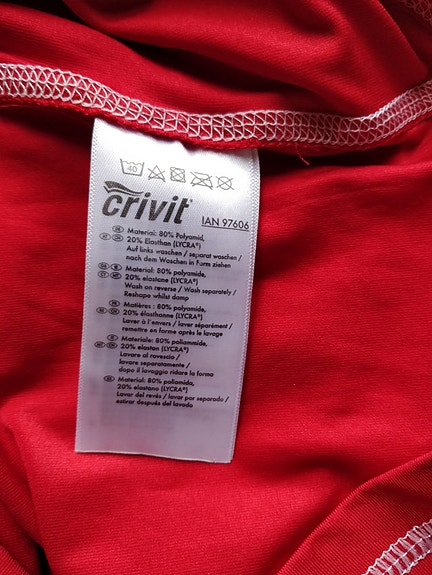 40
crivit
IAN 97606
DE Material: 80% Polyamid,
AT CH 20% Elasthan (LYCRA®)
Auf links waschen / separat waschen /
nach dem Waschen in Form ziehen
Material: 80% polyamide,
20% elastane (LYCRA®)
Wash on reverse / Wash separately /
Reshape whilst damp
Matières: 80% polyamide,
20% élasthanne (LYCRA®)
Laver à l'envers / laver séparément /
remettre en forme après le lavage
Materiale: 80% poliammide,
20% elastan (LYCRA®)
Lavare al rovescio /
lavare separatamente /
dopo il lavaggio ridare la forma
Material: 80% poliamida,
20% elastano (LYCRA®)
Lavar del revés / lavar por separado /
estirar después del lavado